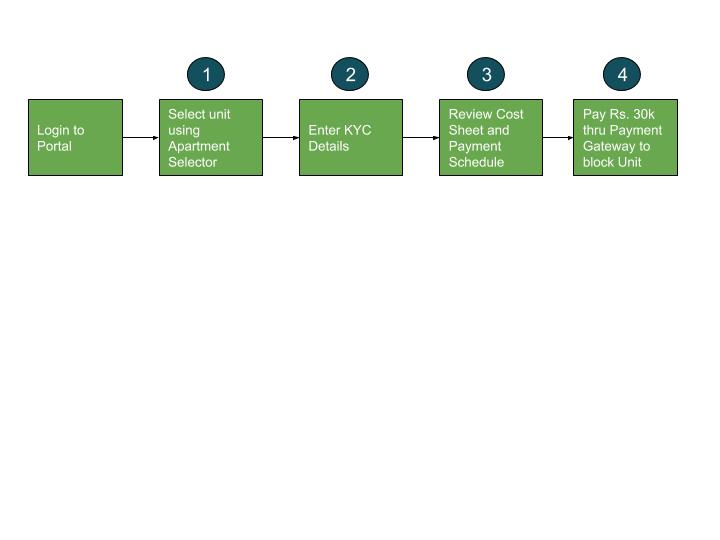 1
2
3
4
Login to
Portal
Select unit
using
Apartment
Selector
Enter KYC
Details
Review Cost
Sheet and
Payment
Schedule
Pay Rs. 30k
thru Payment
Gateway to
block Unit